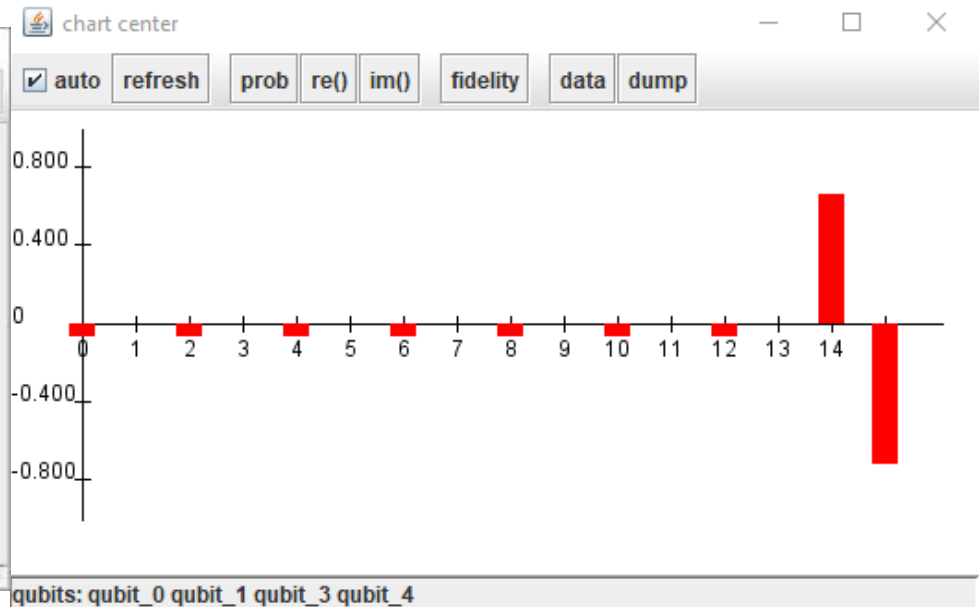 chart center
auto refresh prob re() im() fidelity data dump
0.800
0.400
0
-0.400
-0.800
0 1 2 3 4 5 6 7 8 9 10 11 12 13 14
qubits: qubit_0 qubit_1 qubit_3 qubit_4